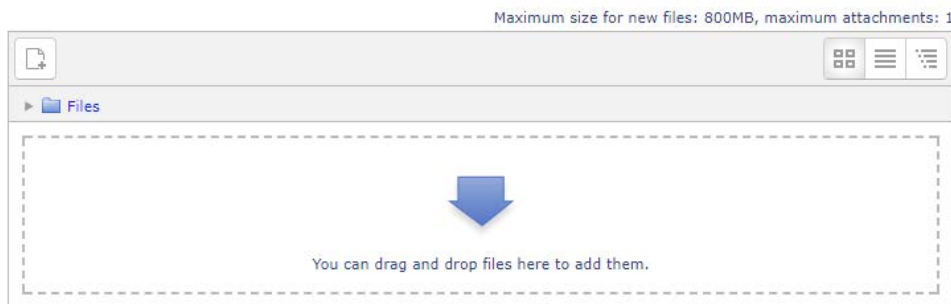 Maximum size for new files: 800MB, maximum attachments: 1
Files
You can drag and drop files here to add them.